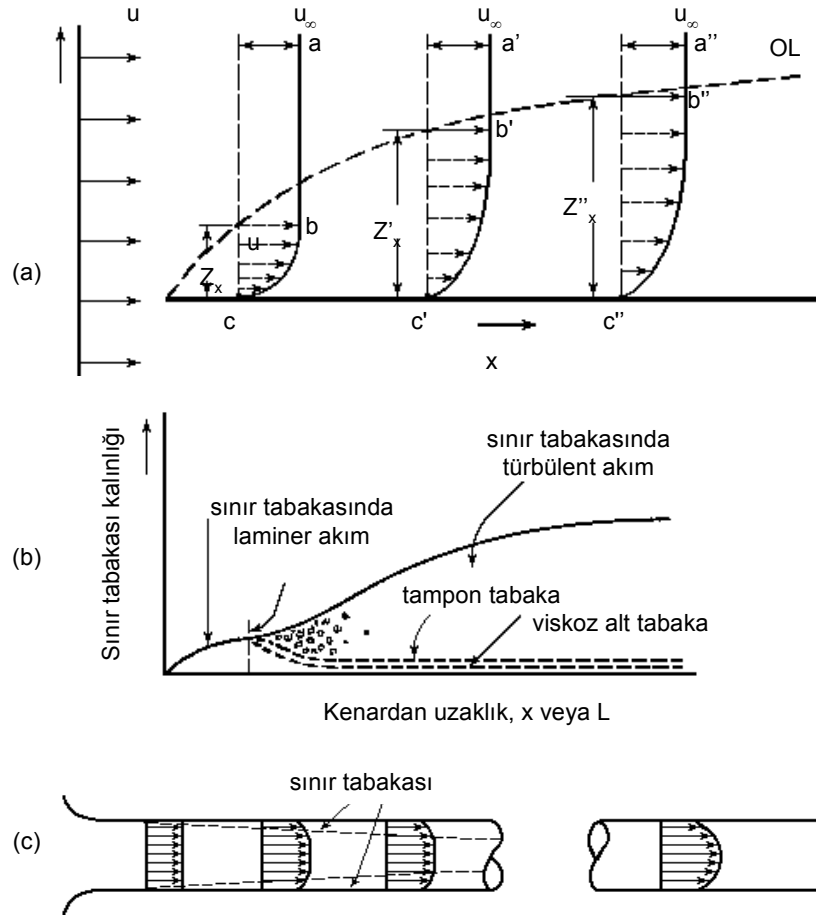 u
u∞
u∞
u∞
a
a'
a''
OL
b''
b'
b
u
Z'x
Z''x
Zx
(a)
c
c'
c''
x
Sınır tabakası kalınlığı
sınır tabakasında
türbülent akım
sınır tabakasında
laminer akım
(b)
tampon tabaka
viskoz alt tabaka
Kenardan uzaklık, x veya L
sınır tabakası
(c)